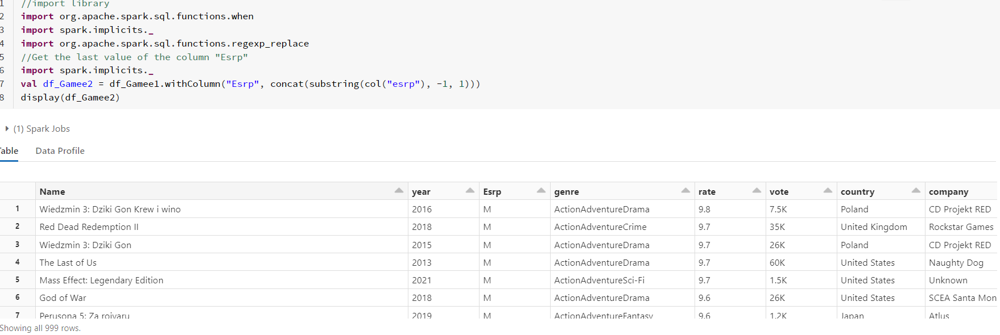 1 //import library
2 import org.apache.spark.sql.functions.when
3 import spark.implicits._
4 import org.apache.spark.sql.functions.regexp_replace
5 //Get the last value of the column "Esrp"
6 import spark.implicits._
7 val df_Gamee2 = df_Gamee1.withColumn("Esrp", concat(substring(col("esrp"), -1, 1)))
8 display(df_Gamee2)
(1) Spark Jobs
Table Data Profile
Name year Esrp genre rate vote country company
1 Wiedzmin 3: Dziki Gon Krew i wino 2016 M ActionAdventureDrama 9.8 7.5K Poland CD Projekt RED
2 Red Dead Redemption II 2018 M ActionAdventureCrime 9.7 35K United Kingdom Rockstar Games
3 Wiedzmin 3: Dziki Gon 2015 M ActionAdventureDrama 9.7 26K Poland CD Projekt RED
4 The Last of Us 2013 M ActionAdventureDrama 9.7 60K United States Naughty Dog
5 Mass Effect: Legendary Edition 2021 M ActionAdventureSci-Fi 9.7 1.5K United States Unknown
6 God of War 2018 M ActionAdventureDrama 9.6 26K United States SCEA Santa Mon
7 Perusona 5: Za roiyaru 2019 M ActionAdventureFantasy 9.6 1.2K Japan Atlus
Showing all 999 rows.